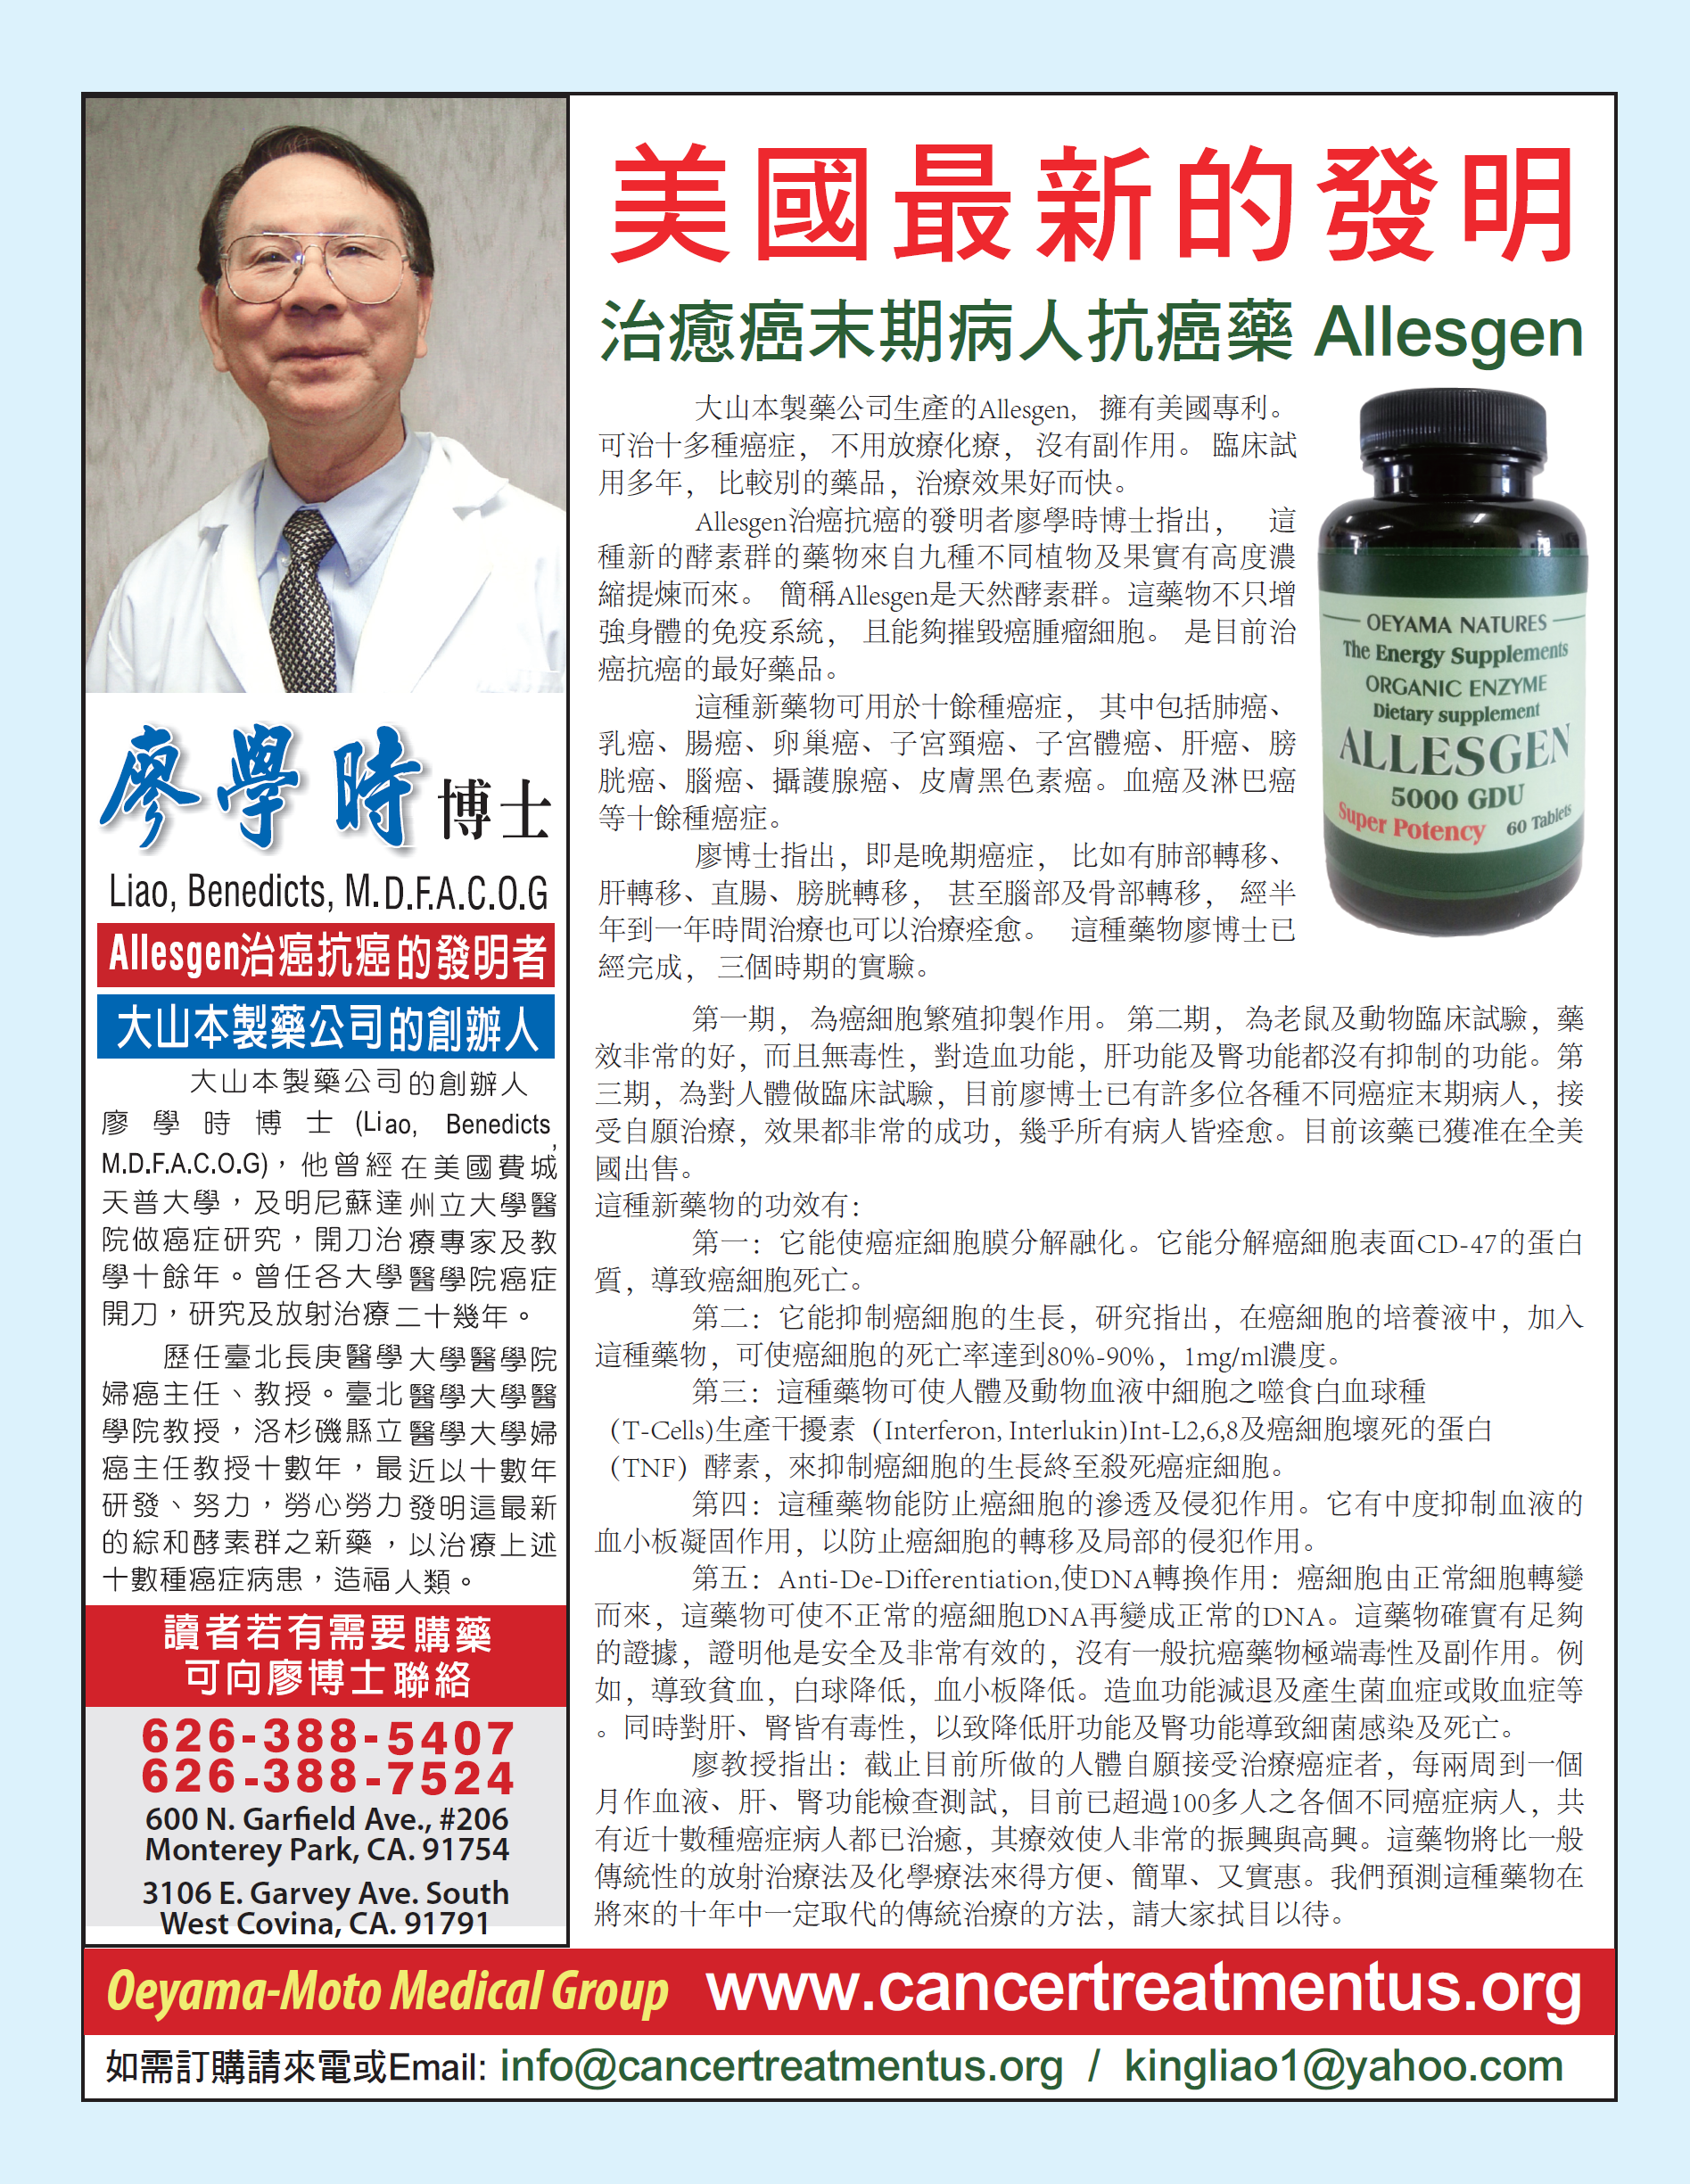 美國最新的發明
治癒癌末期病人抗癌藥 Allesgen
大山本製藥公司生產的Allesgen, 擁有美國專利。
可治十多種癌症, 不用放療化療, 沒有副作用。 臨床試
用多年, 比較別的藥品, 治療效果好而快。
Allesgen治癌抗癌的發明者廖學時博士指出, 這
種新的酵素群的藥物來自九種不同植物及果實有高度濃
縮提煉而來。 簡稱Allesgen是天然酵素群。這藥物不只增
強身體的免疫系統, 且能夠摧毀癌腫瘤細胞。 是目前治
癌抗癌的最好藥品。
這種新藥物可用於十餘種癌症, 其中包括肺癌、
乳癌、腸癌、卵巢癌、子宮頸癌、子宮體癌、肝癌、膀
胱癌、腦癌、攝護腺癌、皮膚黑色素癌。血癌及淋巴癌
等十餘種癌症。
廖博士指出, 即是晚期癌症, 比如有肺部轉移、
肝轉移、直腸、膀胱轉移, 甚至腦部及骨部轉移, 經半
年到一年時間治療也可以治療痊愈。 這種藥物廖博士已
經完成, 三個時期的實驗。
第一期, 為癌細胞繁殖抑製作用。 第二期, 為老鼠及動物臨床試驗, 藥
效非常的好, 而且無毒性, 對造血功能, 肝功能及腎功能都沒有抑制的功能。第
三期, 為對人體做臨床試驗, 目前廖博士已有許多位各種不同癌症末期病人, 接
受自願治療, 效果都非常的成功, 幾乎所有病人皆痊愈。目前该藥已獲准在全美
國出售。
這種新藥物的功效有:
第一: 它能使癌症細胞膜分解融化。它能分解癌細胞表面CD-47的蛋白
質, 導致癌細胞死亡。
第二: 它能抑制癌細胞的生長, 研究指出, 在癌細胞的培養液中, 加入
這種藥物, 可使癌細胞的死亡率達到80%-90%, 1mg/ml濃度。
第三: 這種藥物可使人體及動物血液中細胞之噬食白血球種
(T-Cells)生產干擾素 (Interferon, Interlukin)Int-L2,6,8及癌細胞壞死的蛋白
(TNF) 酵素, 來抑制癌細胞的生長終至殺死癌症細胞。
第四: 這種藥物能防止癌細胞的滲透及侵犯作用。它有中度抑制血液的
血小板凝固作用, 以防止癌細胞的轉移及局部的侵犯作用。
第五: Anti-De-Differentiation,使DNA轉換作用: 癌細胞由正常細胞轉變
而來, 這藥物可使不正常的癌細胞DNA再變成正常的DNA。這藥物確實有足夠
的證據, 證明他是安全及非常有效的, 沒有一般抗癌藥物極端毒性及副作用。例
如, 導致貧血, 白球降低, 血小板降低。造血功能減退及產生菌血症或敗血症等
。同時對肝、腎皆有毒性, 以致降低肝功能及腎功能導致細菌感染及死亡。
廖教授指出: 截止目前所做的人體自願接受治療癌症者, 每兩周到一個
月作血液、肝、腎功能檢查測試, 目前已超過100多人之各個不同癌症病人, 共
有近十數種癌症病人都已治癒, 其療效使人非常的振興與高興。這藥物將比一般
傳統性的放射治療法及化學療法來得方便、簡單、又實惠。我們預測這種藥物在
將來的十年中一定取代的傳統治療的方法, 請大家拭目以待。
OEYAMA NATURES
The Energy Supplements
ORGANIC ENZYME
Dietary supplement
ALLESGEN
5000 GDU
Super Potency 60 Tablets
廖學時博士
Liao, Benedicts, M.D.F.A.C.O.G
Allesgen治癌抗癌的發明者
大山本製藥公司的創辦人
大山本製藥公司的創辦人
廖學時博士(Liao, Benedicts,
M.D.F.A.C.O.G),他曾經在美國費城
天普大學,及明尼蘇達州立大學醫
院做癌症研究,開刀治療專家及教
學十餘年。曾任各大學醫學院癌症
開刀,研究及放射治療二十幾年。
歷任臺北長庚醫學大學醫學院
婦癌主任、教授。臺北醫學大學醫
學院教授,洛杉磯縣立醫學大學婦
癌主任教授十數年,最近以十數年
研發、努力,勞心勞力發明這最新
的綜和酵素群之新藥,以治療上述
十數種癌症病患,造福人類。
讀者若有需要購藥
可向廖博士聯絡
626-388-5407
626-388-7524
600 N. Garfield Ave., #206
Monterey Park, CA. 91754
3106 E. Garvey Ave. South
West Covina, CA. 91791
Oeyama-Moto Medical Group www.cancertreatmentus.org
如需訂購請來電或Email: info@cancertreatmentus.org / kingliao1@yahoo.com